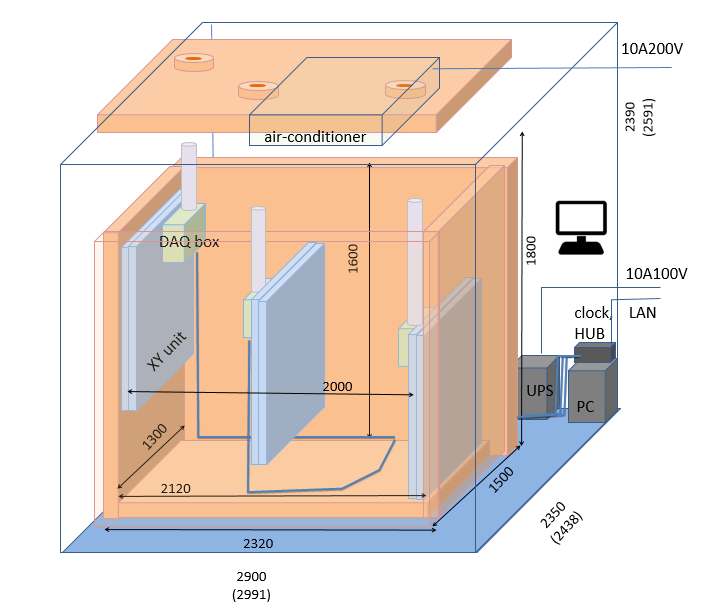 10A200V
2390
(2591)
air-conditioner
DAQ box
1600
1800
10A100V
clock, LAN
HUB
XY unit
2000
UPS
PC
1300
2120
1500
2350
(2438)
2320
2900
(2991)